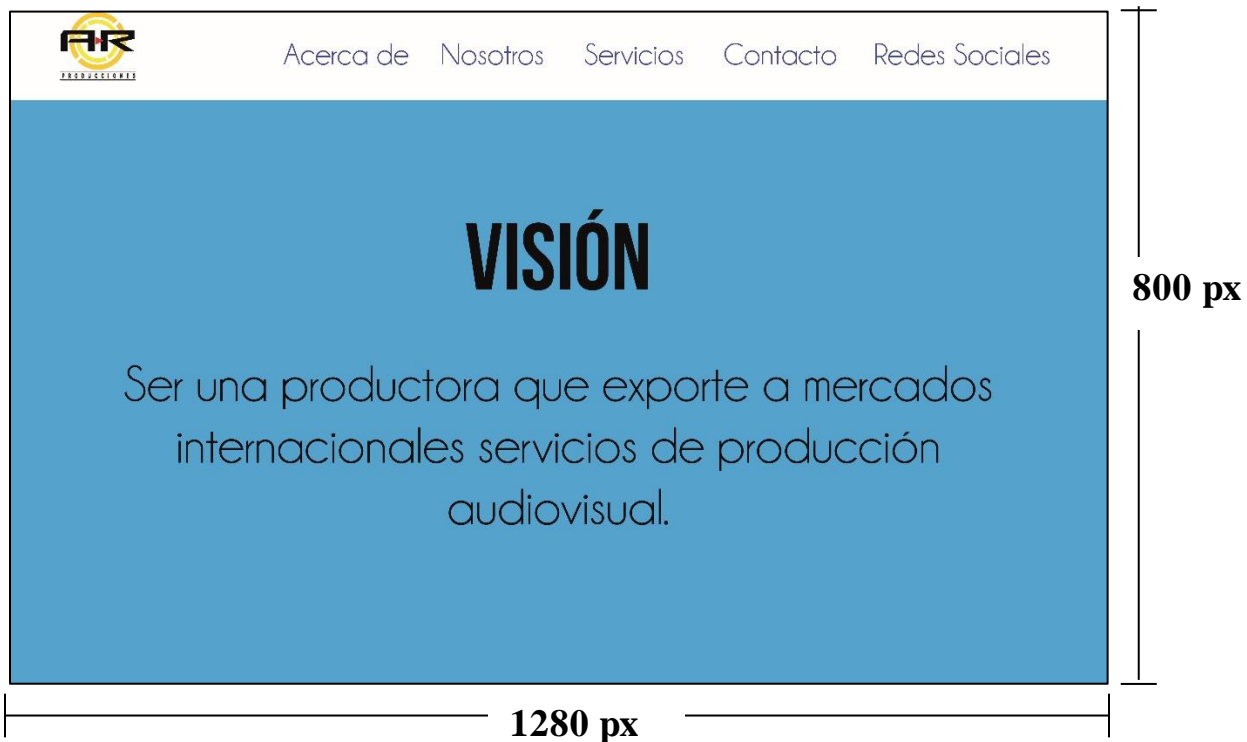 AR
PRODUCCIONES
Acerca de Nosotros Servicios Contacto Redes Sociales
VISIÓN
800 px
Ser una productora que exporte a mercados
internacionales servicios de producción
audiovisual.
1280 px